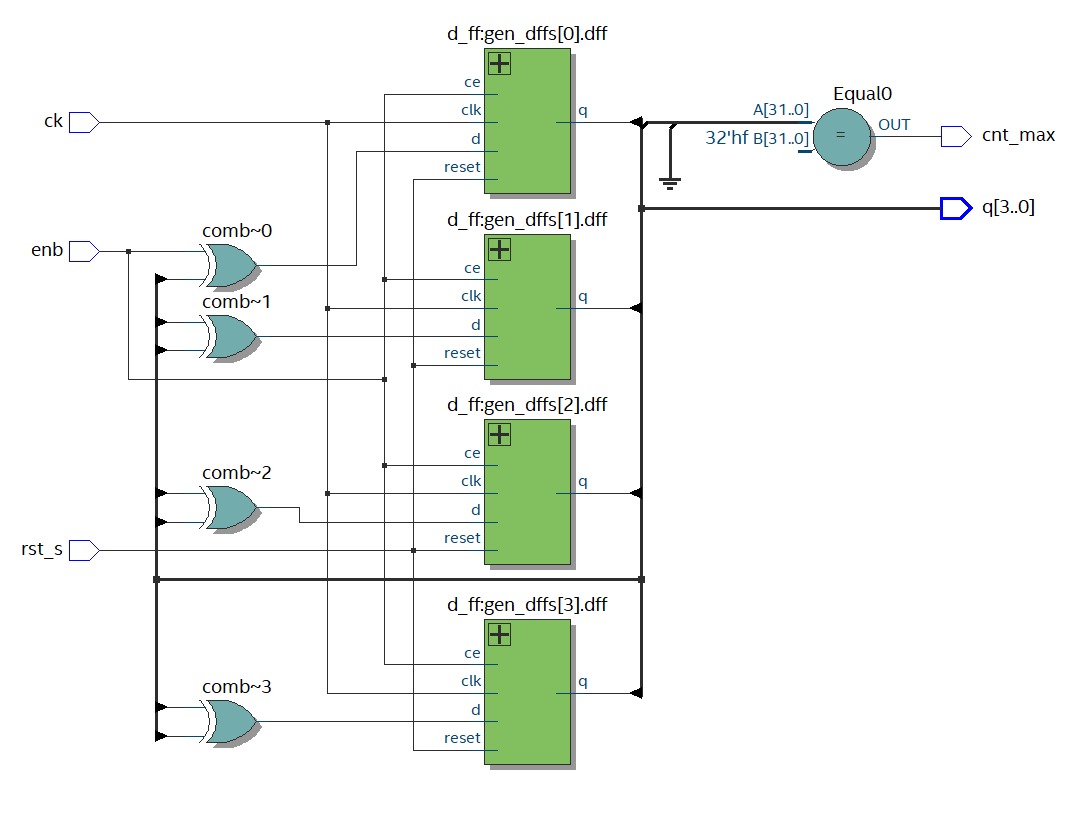 d_ff:gen_dffs[0].dff
ce
clk
d
reset
q
ck
Equal0
A[31..0]
32'hf B[31..0]
=
OUT
cnt_max
q[3..0]
d_ff:gen_dffs[1].dff
ce
clk
d
reset
q
enb
comb~0
comb~1
d_ff:gen_dffs[2].dff
ce
clk
d
reset
q
comb~2
rst_s
d_ff:gen_dffs[3].dff
ce
clk
d
reset
q
comb~3